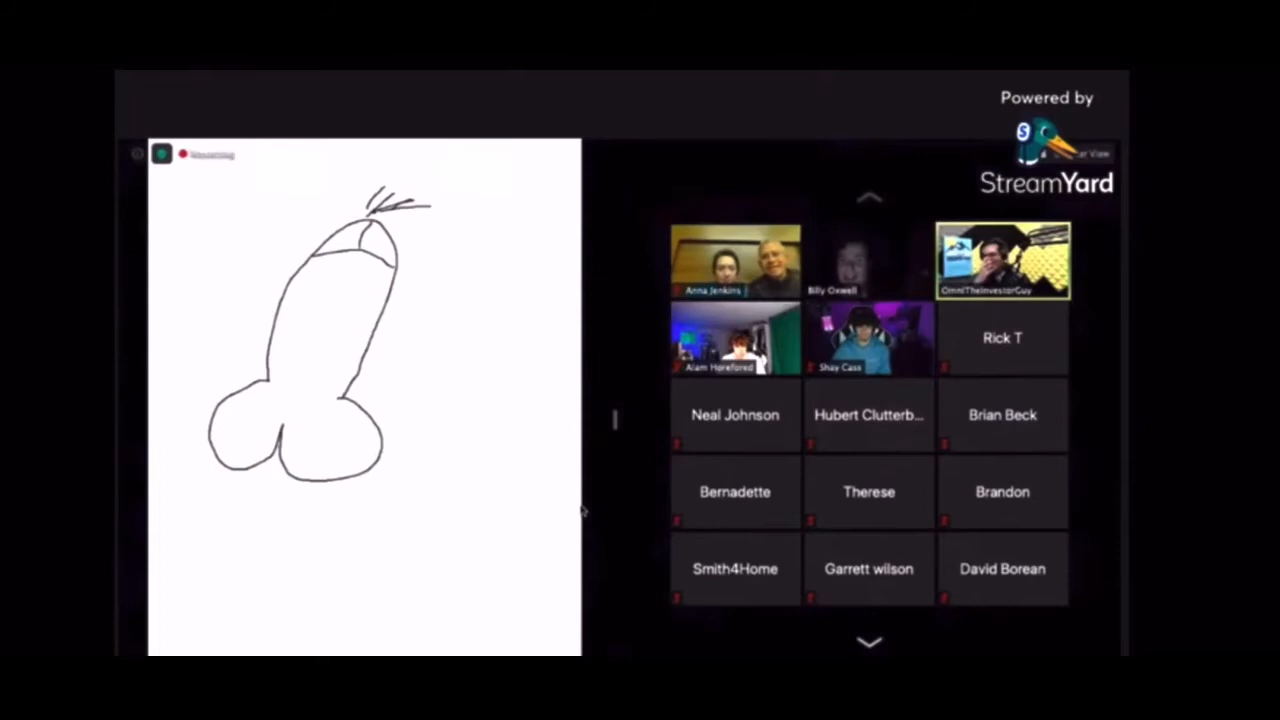 Powered by
StreamYard
Anna Jenkins
Billy Oxwell
OmniTheInvestorGuy
Alam Horefored
Shay Cass
Rick T
Neal Johnson
Hubert Clutterb...
Brian Beck
Bernadette
Therese
Brandon
Smith4Home
Garrett wilson
David Borean